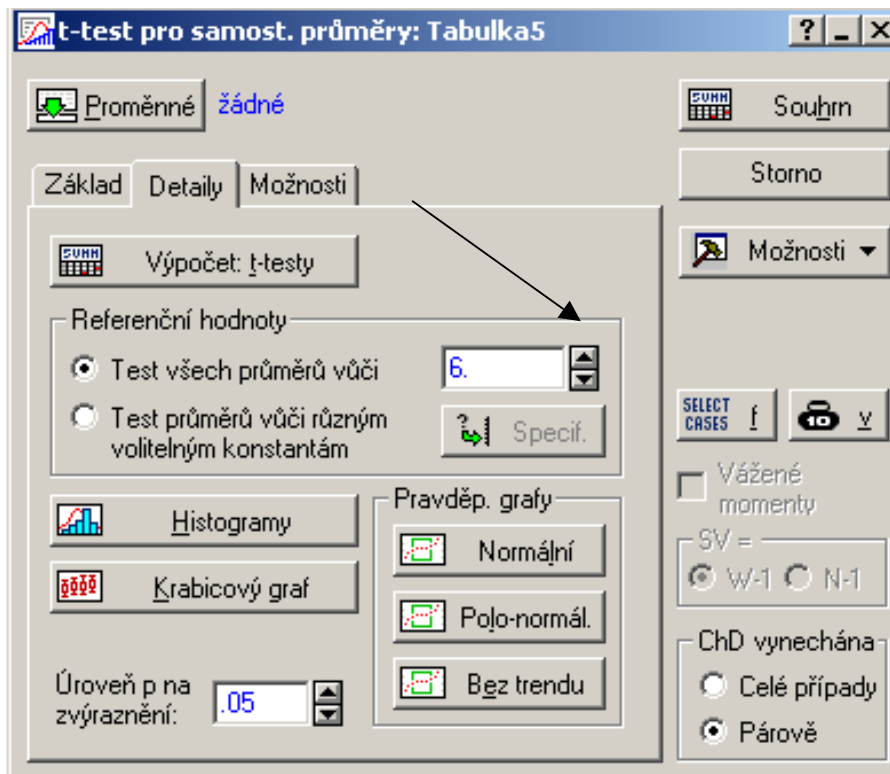 t-test pro samost. průměry: Tabulka5
Proměnné žádné
Souhrn
Základ Detaily Možnosti
Storno
Výpočet: t-testy
Možnosti
Referenční hodnoty
Test všech průměrů vůči 6.
Test průměrů vůči různým
volitelným konstantám
Specif.
SELECT
CASES f
v
Vážené
momenty
Histogramy
Krabicový graf
Pravděp. grafy
Normální
Polo-normál.
Bez trendu
SV =
W-1 N-1
Úroveň p na
zvýraznění: .05
ChD vynechána
Celé případy
Párově